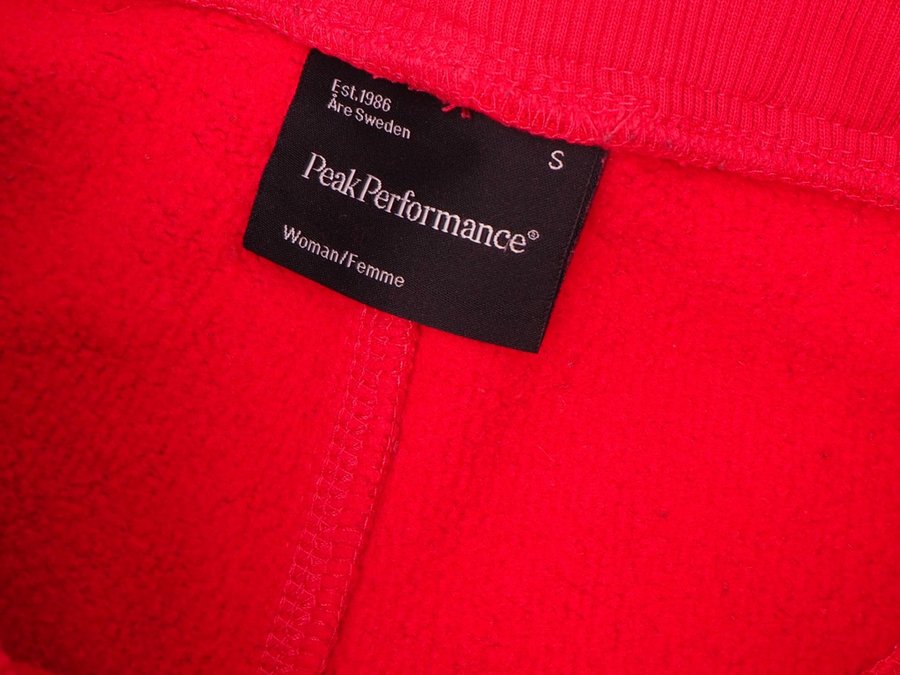 Est.1986
Åre Sweden
S
PeakPerformance®
Woman/Femme